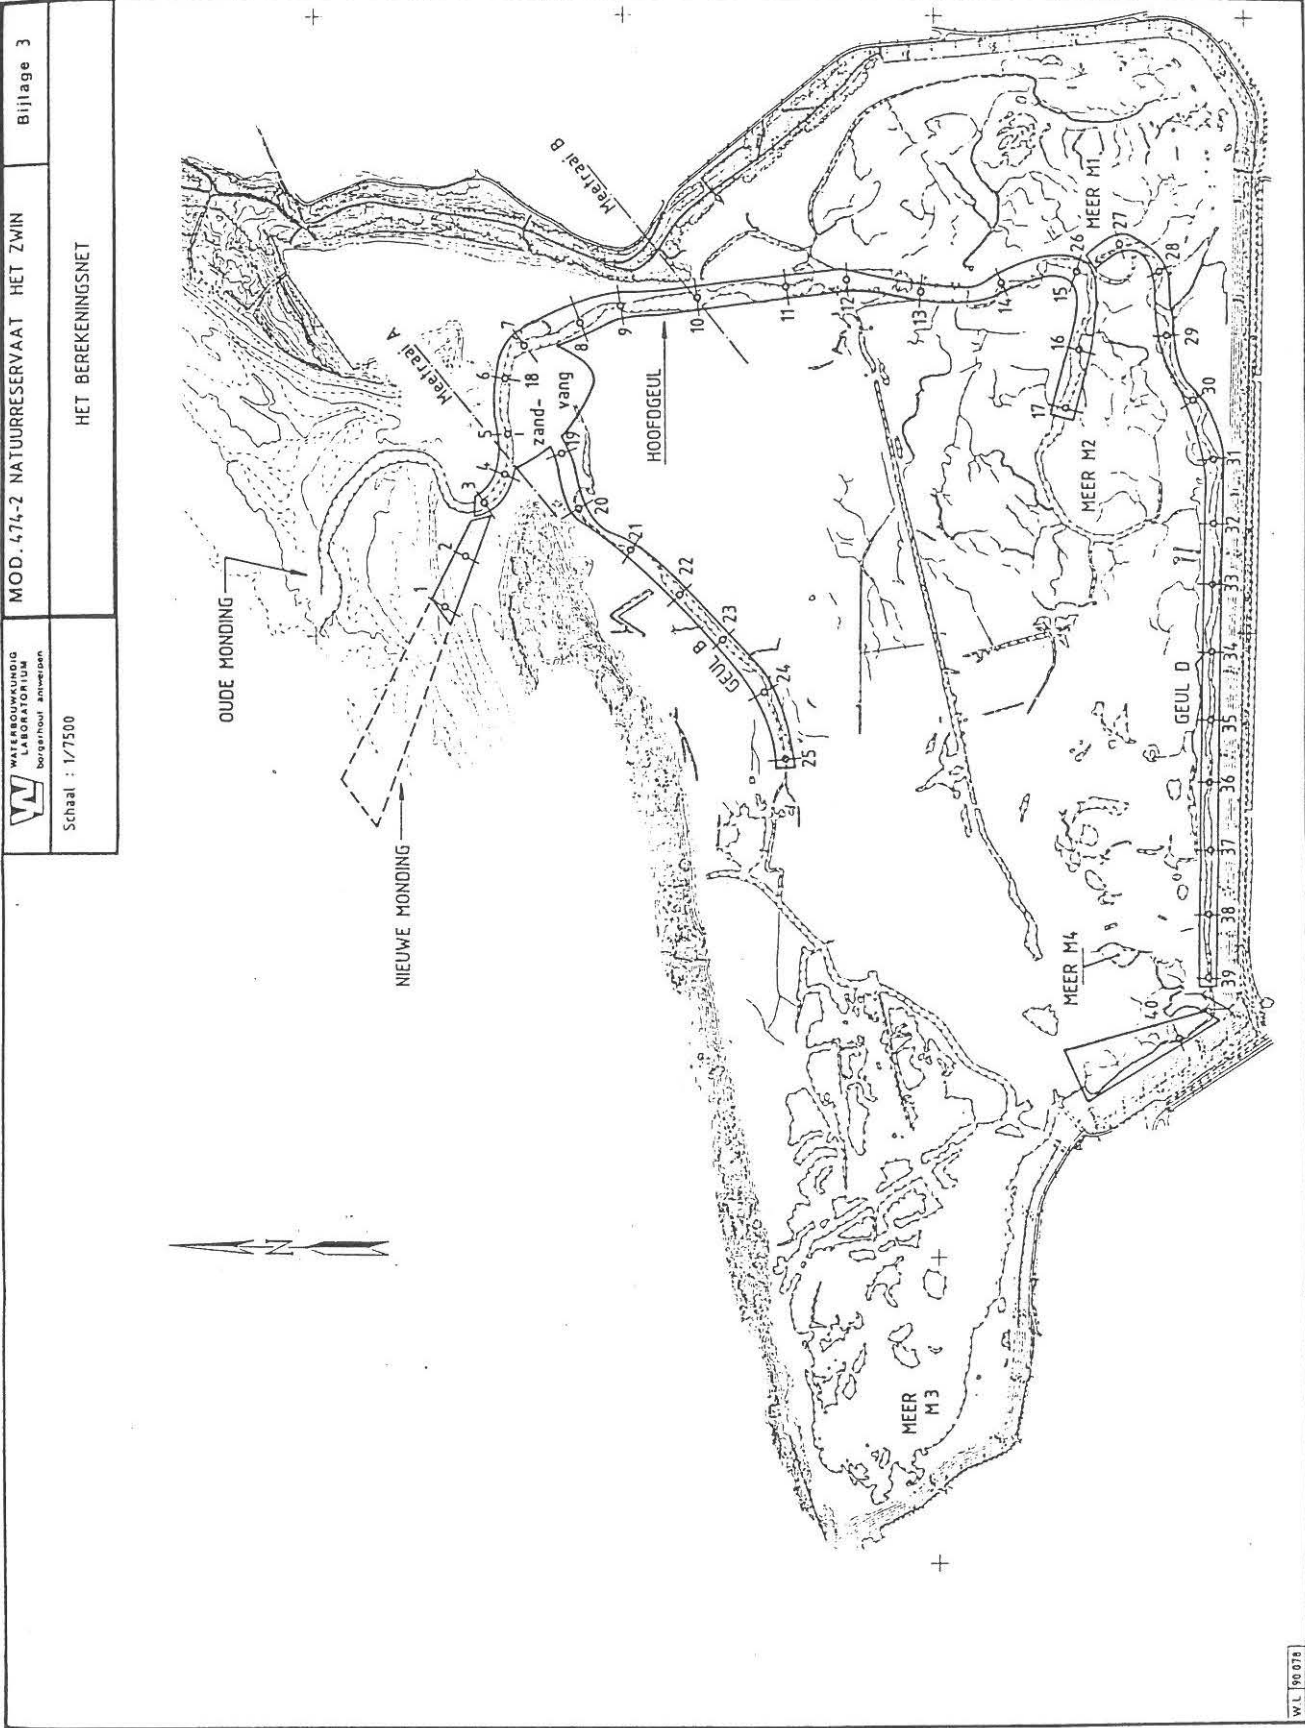 WATERBOUWKUNDIG
LABORATORIUM
borgerhout antwerpen
MOD. 474-2 NATUURRESERVAAT HET ZWIN
Bijlage 3
Schaal : 1/7500
HET BEREKENINGSNET
OUDE MONDING
NIEUWE MONDING
Meetraai A
Meetraai B
zand-
vang
HOOFDGEUL
GEUL B
GEUL D
MEER M1
MEER M2
MEER
M3
MEER M4
N
1
2
3
4
5
6
7
8
9
10
11
12
13
14
15
16
17
18
19
20
21
22
23
24
25
26
27
28
29
30
31
32
33
34
35
36
37
38
39
40
W.L. 90 078